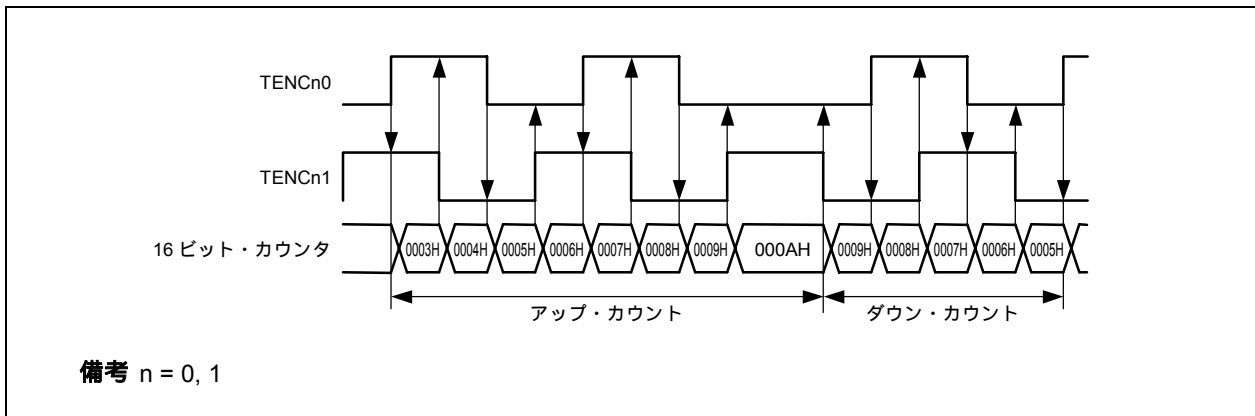 TENCn0
TENCn1
16 ビット・カウンタ
0003H 0004H 0005H 0006H 0007H 0008H 0009H 000AH 0009H 0008H 0007H 0006H 0005H
アップ・カウント ダウン・カウント
備考 n = 0, 1